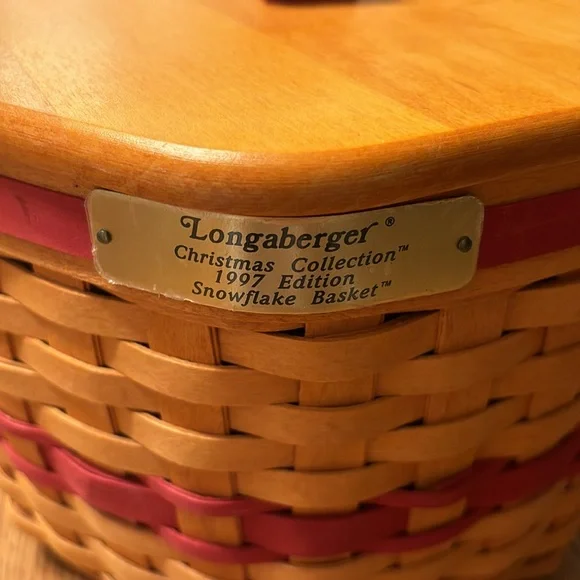 Longaberger®
Christmas Collection™
1997 Edition
Snowflake Basket™